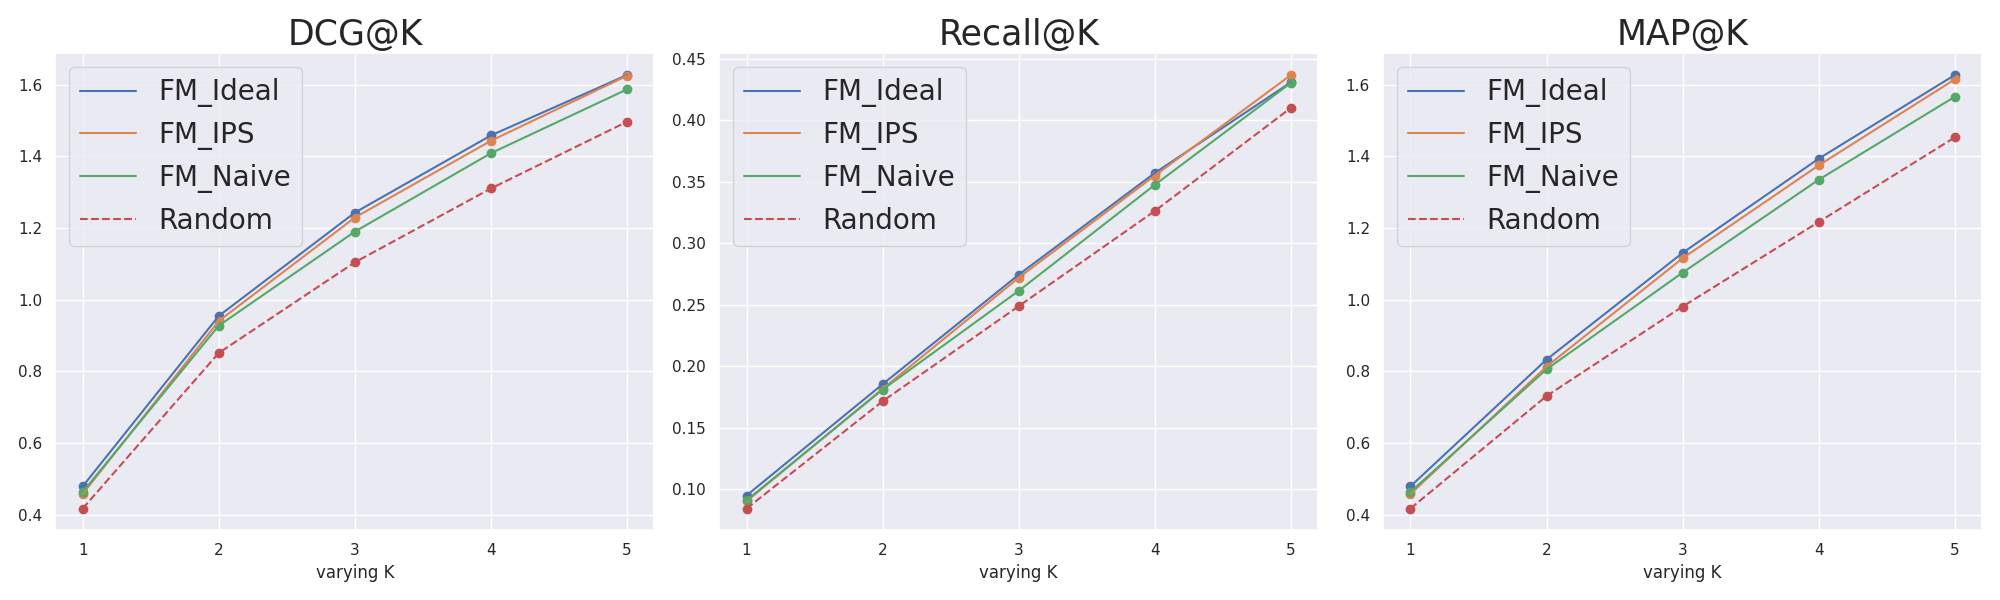 DCG@K
1.6
1.4
1.2
1.0
0.8
0.6
0.4
FM_Ideal
FM_IPS
FM_Naive
Random
1 2 3 4 5
varying K
Recall@K
0.45
0.40
0.35
0.30
0.25
0.20
0.15
0.10
FM_Ideal
FM_IPS
FM_Naive
Random
1 2 3 4 5
varying K
MAP@K
1.6
1.4
1.2
1.0
0.8
0.6
0.4
FM_Ideal
FM_IPS
FM_Naive
Random
1 2 3 4 5
varying K